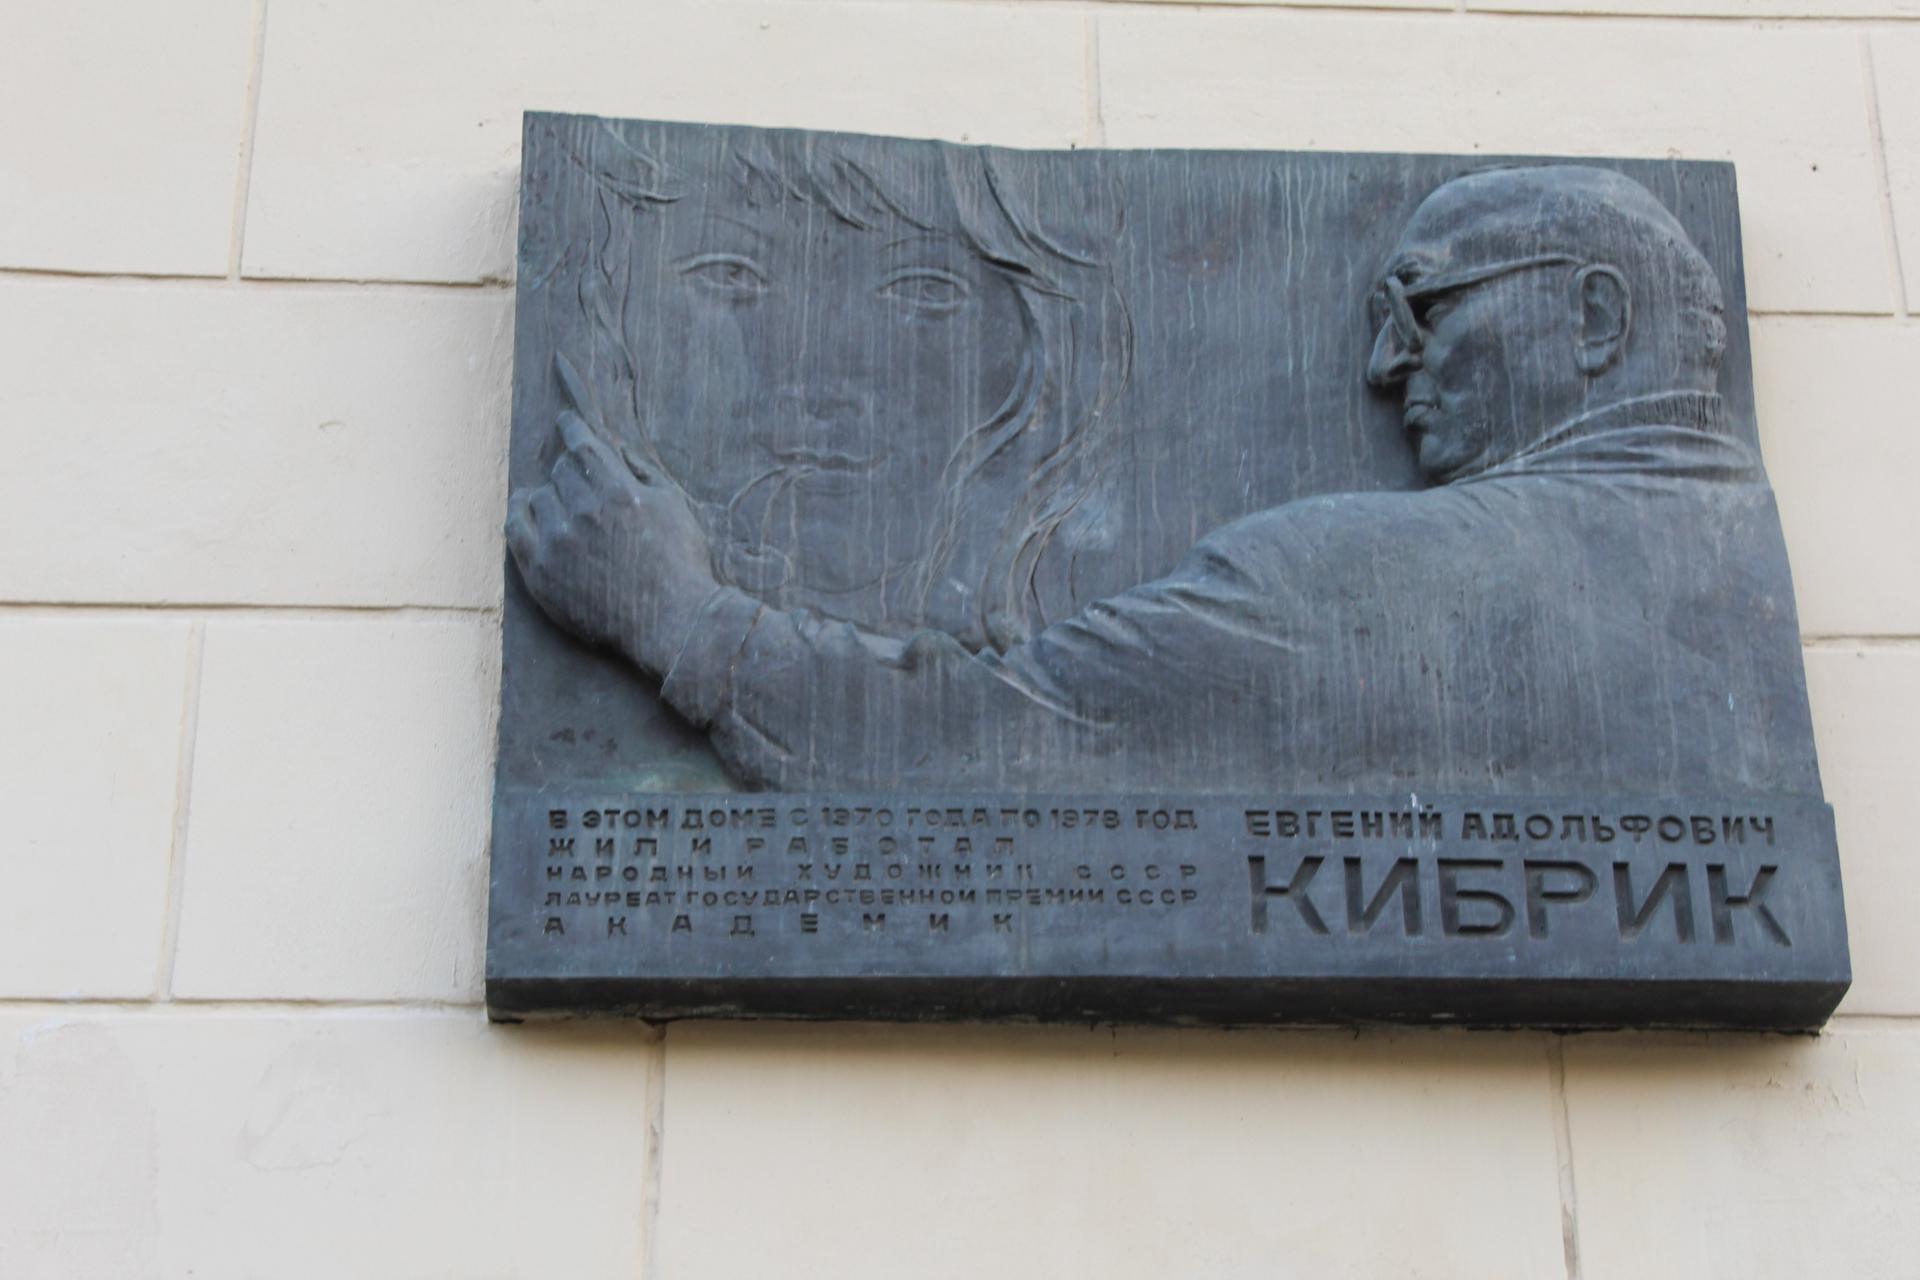 В ЭТОМ ДОМЕ С 1970 ГОДА ПО 1978 ГОД
ЖИЛ И РАБОТАЛ
НАРОДНЫЙ ХУДОЖНИК СССР
ЛАУРЕАТ ГОСУДАРСТВЕННОЙ ПРЕМИИ СССР
АКАДЕМИК
ЕВГЕНИЙ АДОЛЬФОВИЧ
КИБРИК